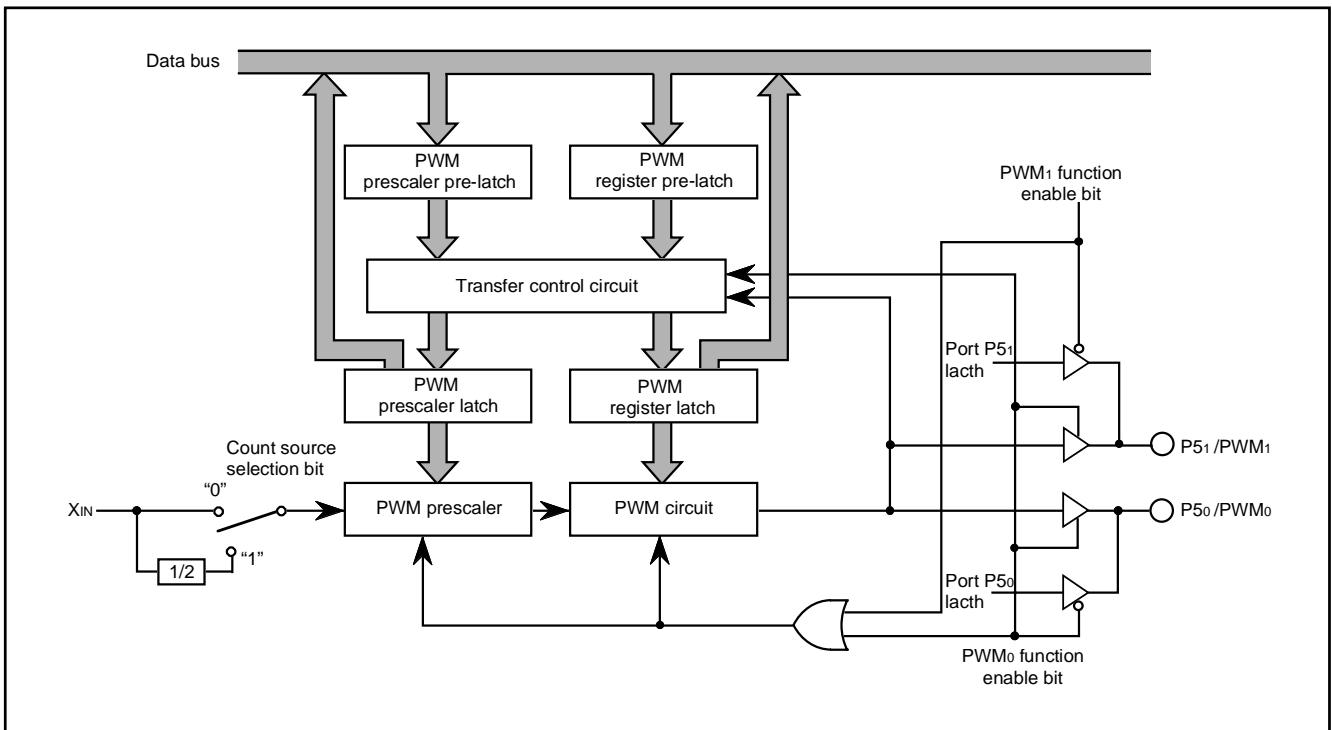 Data bus
PWM
prescaler pre-latch
PWM
register pre-latch
PWM1 function
enable bit
Transfer control circuit
Port P51
lacth
PWM
prescaler latch
PWM
register latch
Count source
selection bit
P51 /PWM1
“0”
XIN
PWM prescaler
PWM circuit
P50 /PWM0
“1”
1/2
Port P50
lacth
PWM0 function
enable bit